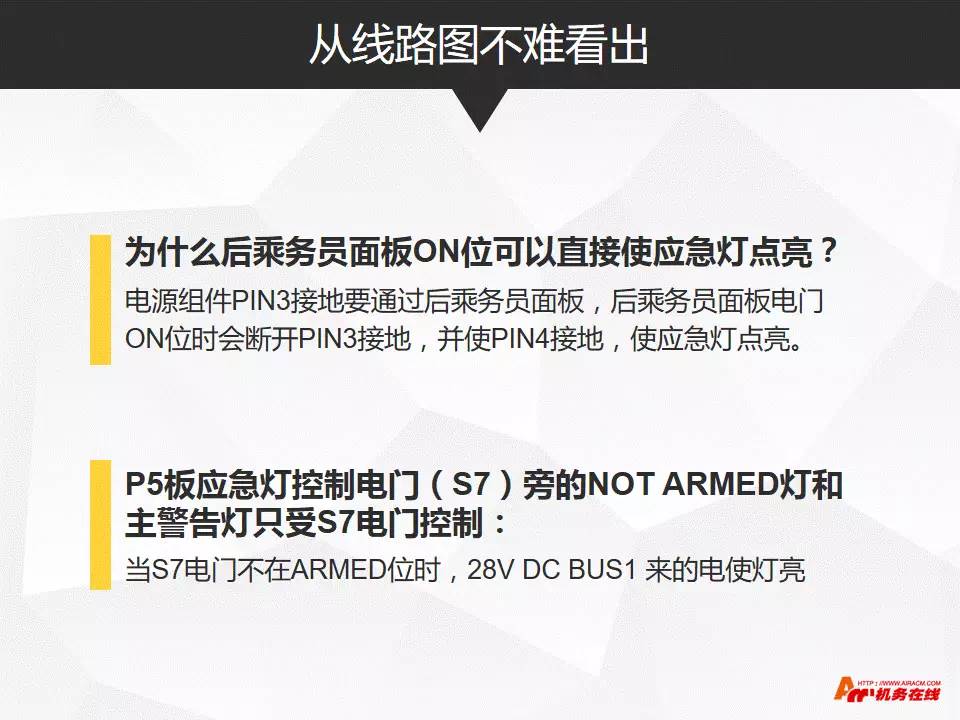 从线路图不难看出
为什么后乘务员面板ON位可以直接使应急灯点亮？
电源组件PIN3接地要通过后乘务员面板，后乘务员面板电门
ON位时会断开PIN3接地，并使PIN4接地，使应急灯点亮。
P5板应急灯控制电门（S7）旁的NOT ARMED灯和
主警告灯只受S7电门控制：
当S7电门不在ARMED位时，28V DC BUS1 来的电使灯亮
HTTP://WWW.AIRACM.COM
机务在线